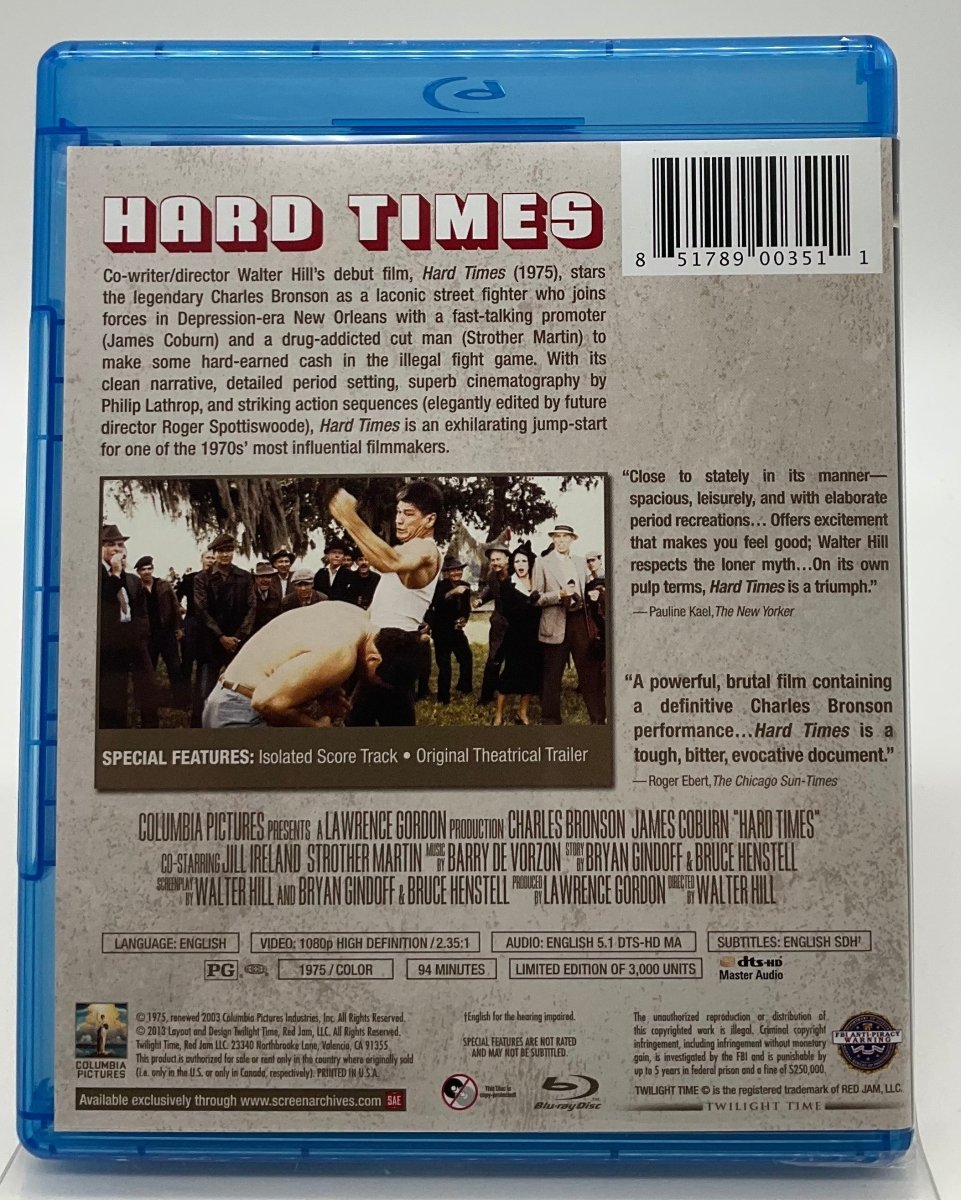 HARD TIMES
8 51789 00351 1
Co-writer/director Walter Hill's debut film, Hard Times (1975), stars
the legendary Charles Bronson as a laconic street fighter who joins
forces in Depression-era New Orleans with a fast-talking promoter
(James Coburn) and a drug-addicted cut man (Strother Martin) to
make some hard-earned cash in the illegal fight game. With its
clean narrative, detailed period setting, superb cinematography by
Philip Lathrop, and striking action sequences (elegantly edited by future
director Roger Spottiswoode), Hard Times is an exhilarating jump-start
for one of the 1970s' most influential filmmakers.
"Close to stately in its manner—
spacious, leisurely, and with elaborate
period recreations... Offers excitement
that makes you feel good; Walter Hill
respects the loner myth...On its own
pulp terms, Hard Times is a triumph."
—Pauline Kael, The New Yorker
"A powerful, brutal film containing
a definitive Charles Bronson
performance...Hard Times is a
tough, bitter, evocative document."
—Roger Ebert, The Chicago Sun-Times
SPECIAL FEATURES: Isolated Score Track • Original Theatrical Trailer
COLUMBIA PICTURES PRESENTS A LAWRENCE GORDON PRODUCTION CHARLES BRONSON JAMES COBURN "HARD TIMES"
CO-STARRING JILL IRELAND STROTHER MARTIN MUSIC BY BARRY DE VORZON STORY BY BRYAN GINDOFF & BRUCE HENSTELL
SCREENPLAY BY WALTER HILL AND BRYAN GINDOFF & BRUCE HENSTELL PRODUCED BY LAWRENCE GORDON DIRECTED BY WALTER HILL
LANGUAGE: ENGLISH
VIDEO: 1080p HIGH DEFINITION / 2.35:1
AUDIO: ENGLISH 5.1 DTS-HD MA
SUBTITLES: ENGLISH SDH†
PG
1975 / COLOR
94 MINUTES
LIMITED EDITION OF 3,000 UNITS
dts-HD
Master Audio
COLUMBIA
PICTURES
© 1975, renewed 2003 Columbia Pictures Industries, Inc. All Rights Reserved.
© 2013 Layout and Design Twilight Time, Red Jam, LLC. All Rights Reserved.
Twilight Time, Red Jam, LLC. 23340 Northbrooke Lane, Valencia, CA 91355.
This product is authorized for sale or rent only in the country where originally sold
(i.e. only in the U.S. or only in Canada, respectively). PRINTED IN U.S.A.
†English for the hearing impaired.
SPECIAL FEATURES ARE NOT RATED
AND MAY NOT BE SUBTITLED.
The unauthorized reproduction or distribution of
this copyrighted work is illegal. Criminal copyright
infringement, including infringement without monetary
gain, is investigated by the FBI and is punishable by
up to 5 years in federal prison and a fine of $250,000.
FBI ANTI-PIRACY
WARNING
Available exclusively through www.screenarchives.com SAE
This Disc is
copy-protected!
Blu-ray Disc
TWILIGHT TIME © is the registered trademark of RED JAM, LLC.
TWILIGHT TIME